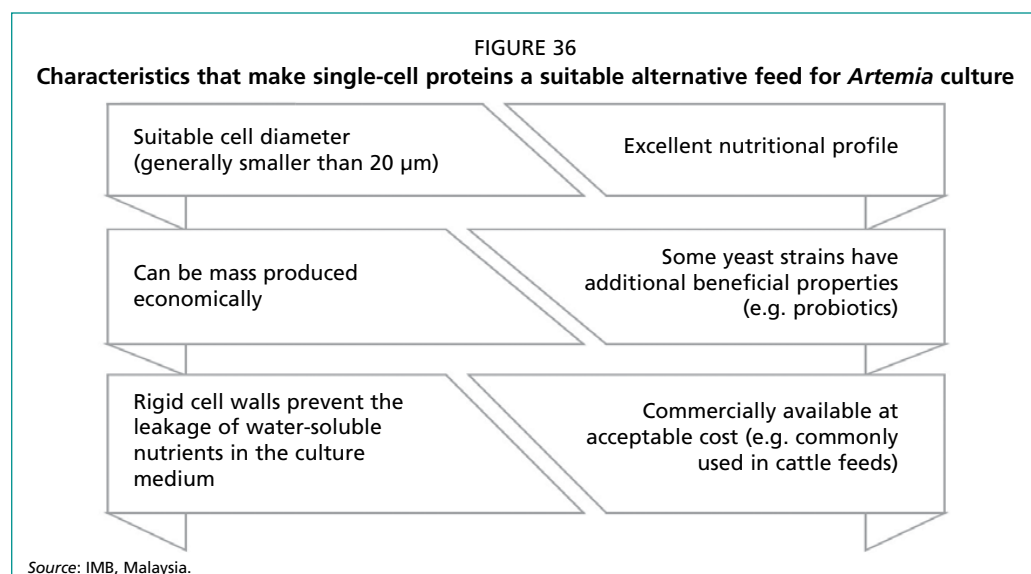 FIGURE 36
Characteristics that make single-cell proteins a suitable alternative feed for Artemia culture
Suitable cell diameter
(generally smaller than 20 µm)
Excellent nutritional profile
Can be mass produced
economically
Some yeast strains have
additional beneficial properties
(e.g. probiotics)
Rigid cell walls prevent the
leakage of water-soluble
nutrients in the culture
medium
Commercially available at
acceptable cost (e.g. commonly
used in cattle feeds)
Source: IMB, Malaysia.